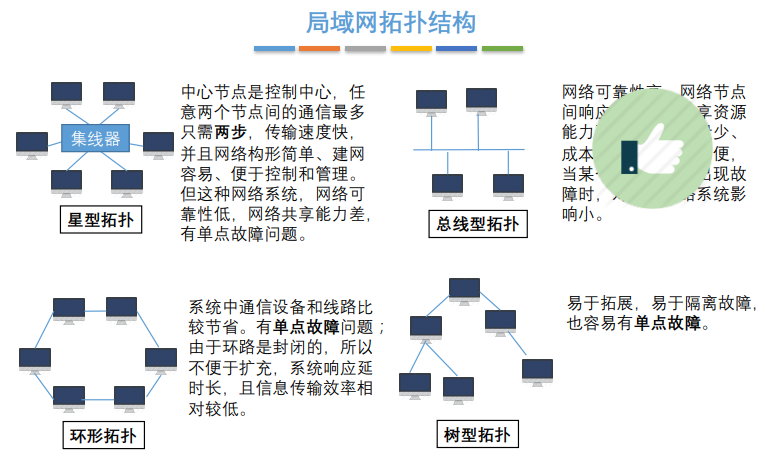 局域网拓扑结构
集线器
星型拓扑
中心节点是控制中心，任
意两个节点间的通信最多
只需两步，传输速度快，
并且网络构形简单、建网
容易、便于控制和管理。
但这种网络系统，网络可
靠性低，网络共享能力差，
有单点故障问题。
总线型拓扑
网络可靠性高、网络节点
间响应 享资源
能力 少、
成本 便，
当某 出现故
障时， 络系统影
响小。
环形拓扑
系统中通信设备和线路比
较节省。有单点故障问题；
由于环路是封闭的，所以
不便于扩充，系统响应延
时长，且信息传输效率相
对较低。
树型拓扑
易于拓展，易于隔离故障，
也容易有单点故障。